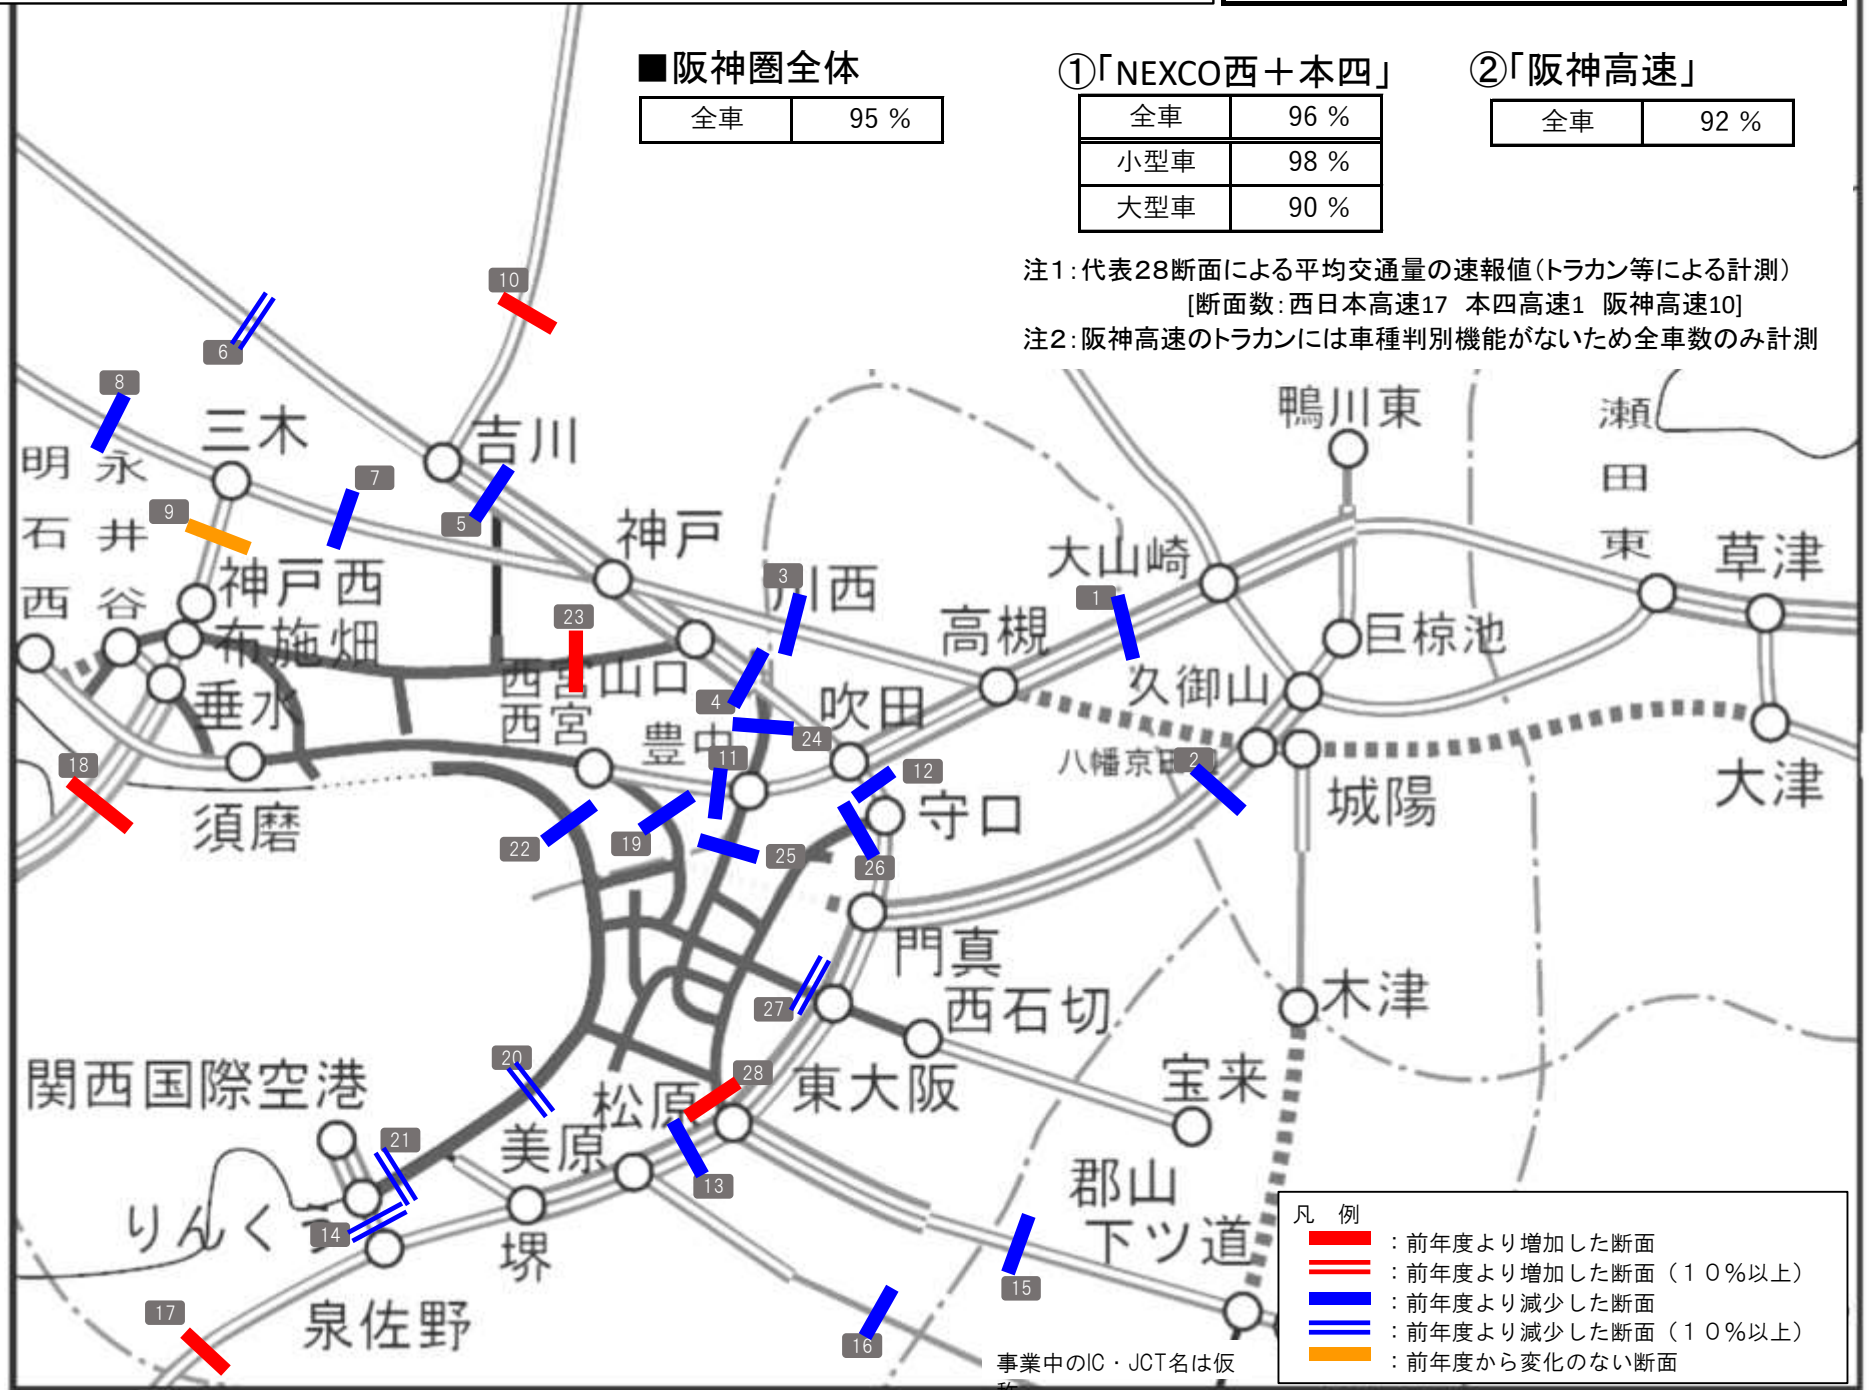 ■阪神圏全体
全車 95 %
①「NEXCO西＋本四」
全車 96 %
小型車 98 %
大型車 90 %
②「阪神高速」
全車 92 %
注1：代表28断面による平均交通量の速報値（トラカン等による計測）
[断面数：西日本高速17 本四高速1 阪神高速10]
注2：阪神高速のトラカンには車種判別機能がないため全車数のみ計測
10
6
8
三木
吉川
鴨川東
瀬田東
明石西
永井谷
7
9
5
神戸
神戸西
布施畑
3
川西
大山崎
1
草津
23
高槻
巨椋池
西宮山口
西宮
4
久御山
垂水
吹田
豊中
24
11
八幡京田
2
18
12
守口
城陽
大津
須磨
22
19
25
26
門真
27
西石切
木津
関西国際空港
20
松原
28
東大阪
宝来
21
美原
13
郡山
下ツ道
りんくう
14
堺
15
17
泉佐野
16
事業中のIC・JCT名は仮
凡 例
：前年度より増加した断面
：前年度より増加した断面（１０％以上）
：前年度より減少した断面
：前年度より減少した断面（１０％以上）
：前年度から変化のない断面